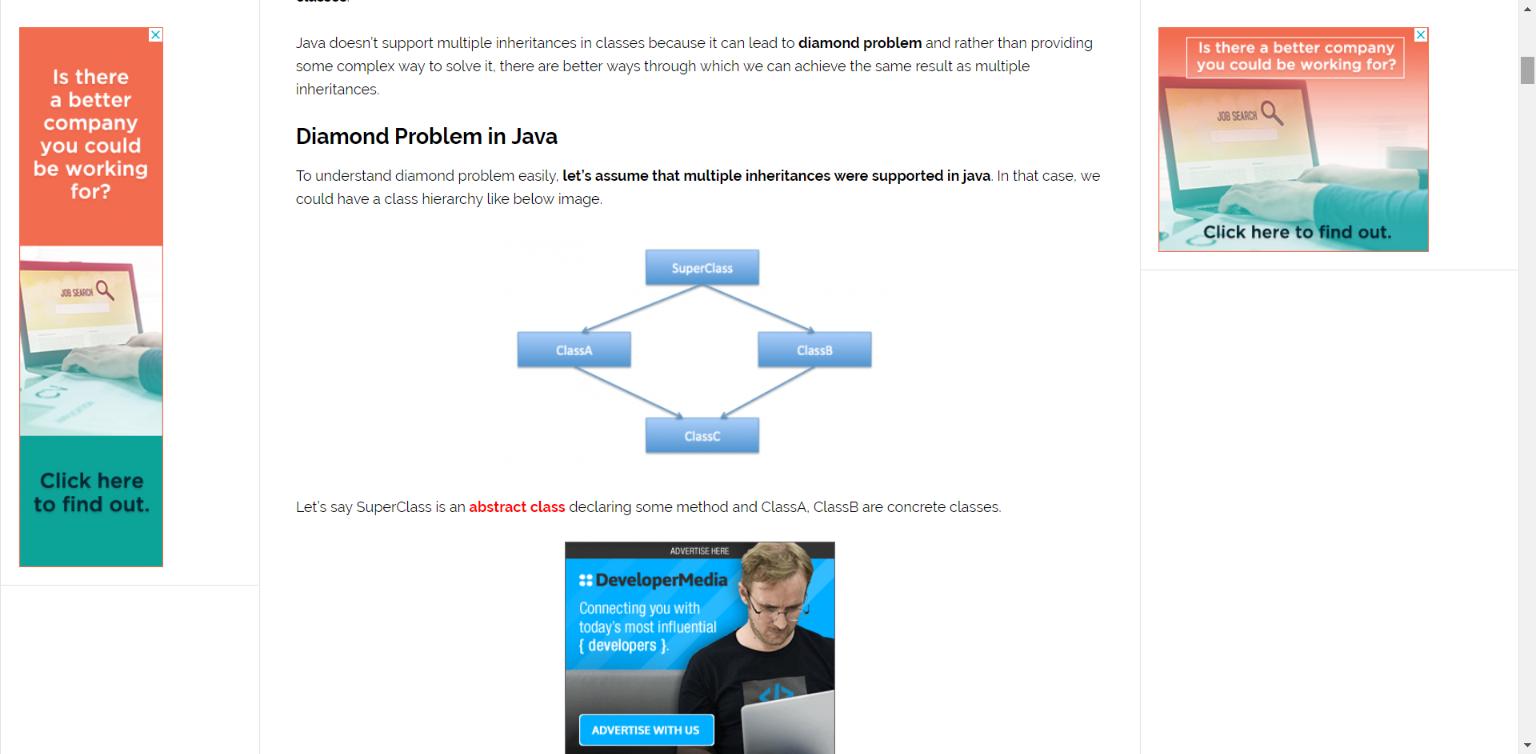 Is there
a better
company
you could
be working
for?
JOB SEARCH
Click here
to find out.
Java doesn't support multiple inheritances in classes because it can lead to diamond problem and rather than providing
some complex way to solve it, there are better ways through which we can achieve the same result as multiple
inheritances.
Diamond Problem in Java
To understand diamond problem easily, let's assume that multiple inheritances were supported in java. In that case, we
could have a class hierarchy like below image.
SuperClass
ClassA
ClassB
ClassC
Let's say SuperClass is an abstract class declaring some method and ClassA, ClassB are concrete classes.
ADVERTISE HERE
DeveloperMedia
Connecting you with
today's most influential
{ developers }.
</>
ADVERTISE WITH US
Is there a better company
you could be working for?
JOB SEARCH
Click here to find out.